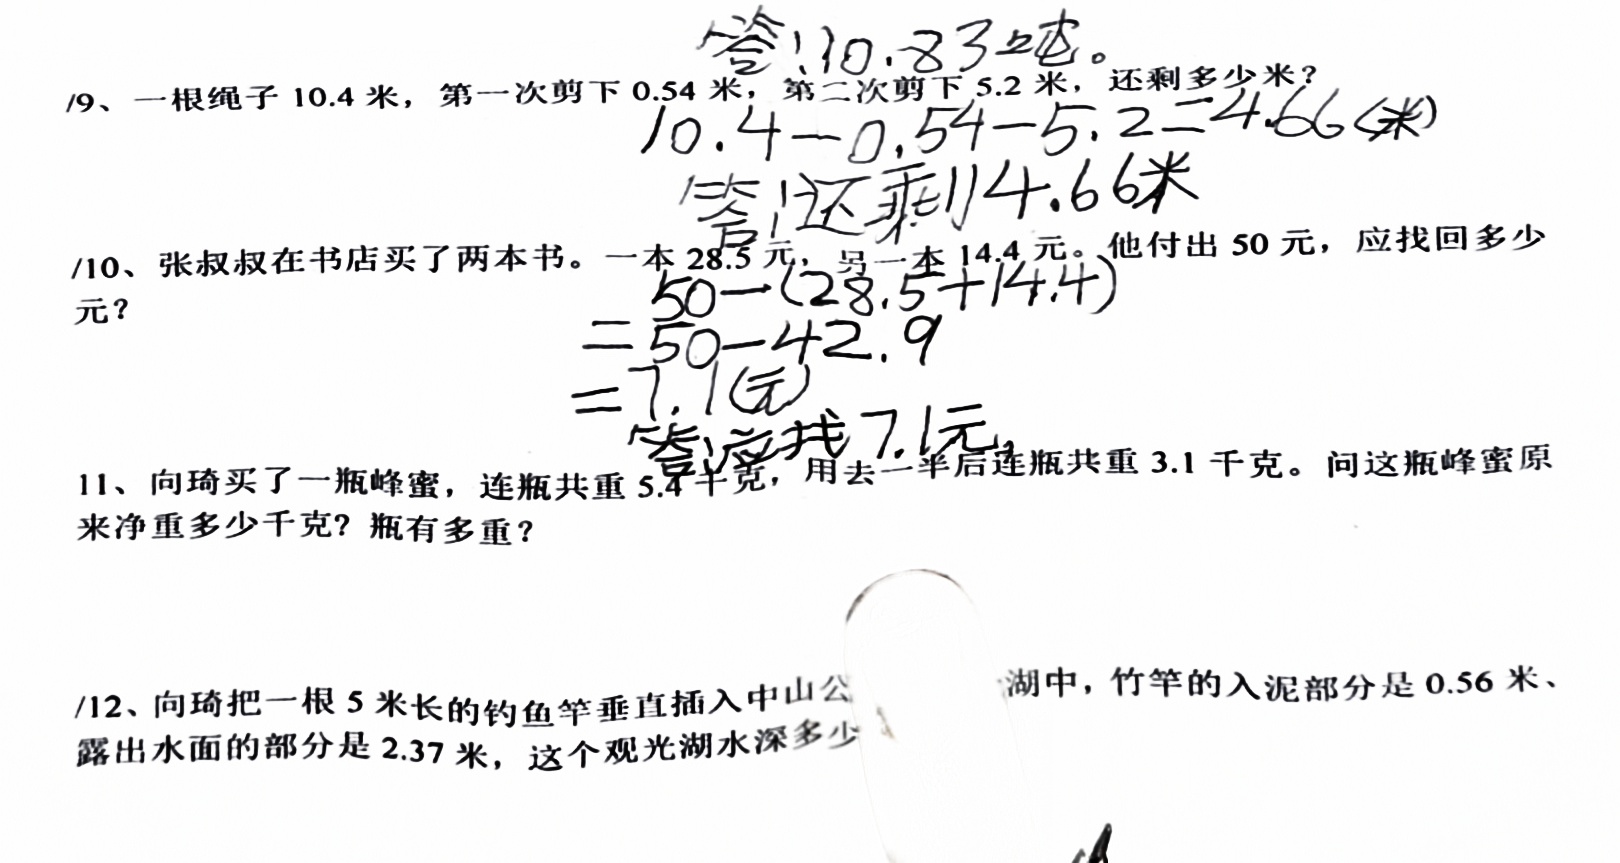 答:10.83吨。
/9、一根绳子 10.4 米，第一次剪下 0.54 米，第二次剪下 5.2 米，还剩多少米？
10.4-0.54-5.2=4.66(米)
答:还剩4.66米
/10、张叔叔在书店买了两本书。一本 28.5 元，另一本 14.4 元。他付出 50 元，应找回多少
元？
50-(28.5+14.4)
=50-42.9
=7.1(元)
答:应找7.1元。
11、向琦买了一瓶蜂蜜，连瓶共重 5.4 千克，用去一半后连瓶共重 3.1 千克。问这瓶蜂蜜原
来净重多少千克？瓶有多重？
/12、向琦把一根 5 米长的钓鱼竿垂直插入中山公 湖中，竹竿的入泥部分是 0.56 米、
露出水面的部分是 2.37 米，这个观光湖水深多少